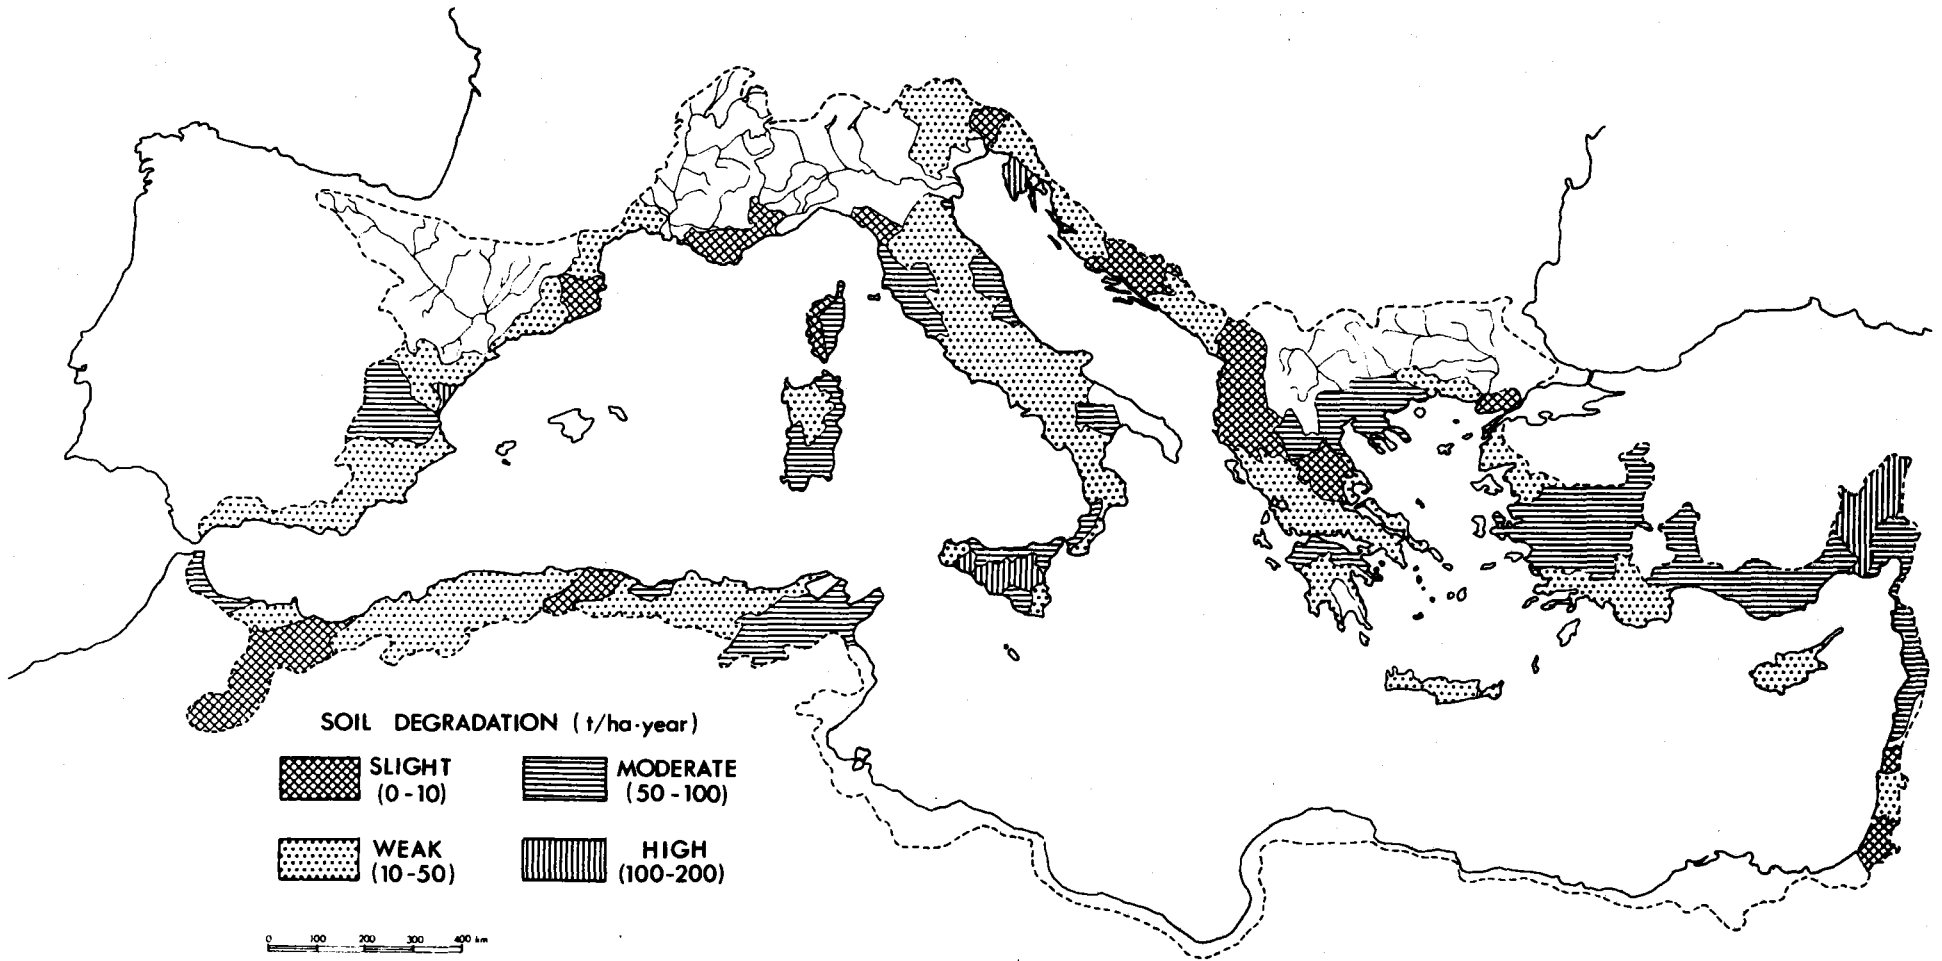 SOIL DEGRADATION (t/ha·year)
SLIGHT
(0-10)
MODERATE
(50-100)
WEAK
(10-50)
HIGH
(100-200)
0 100 200 300 400 km